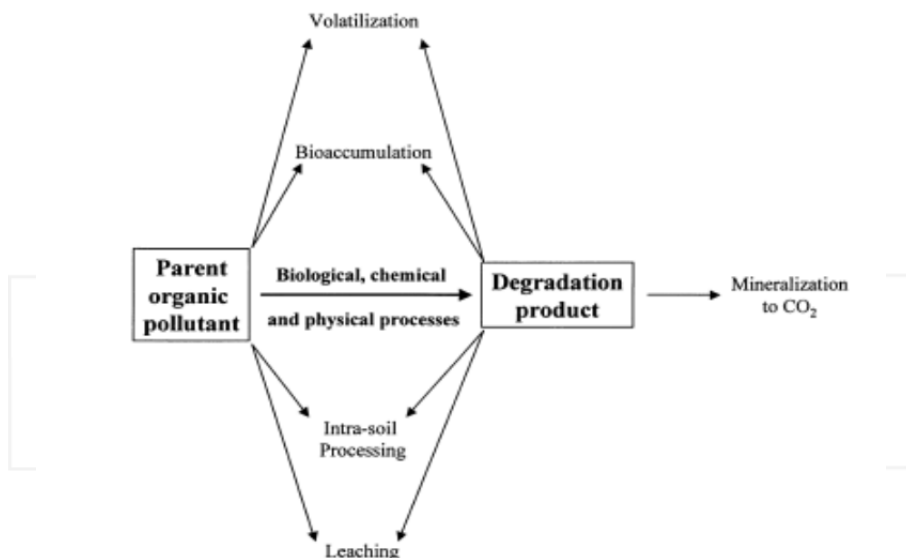 Volatilization
Bioaccumulation
Parent
organic
pollutant
Biological, chemical
and physical processes
Degradation
product
Mineralization
to CO₂
Intra-soil
Processing
Leaching